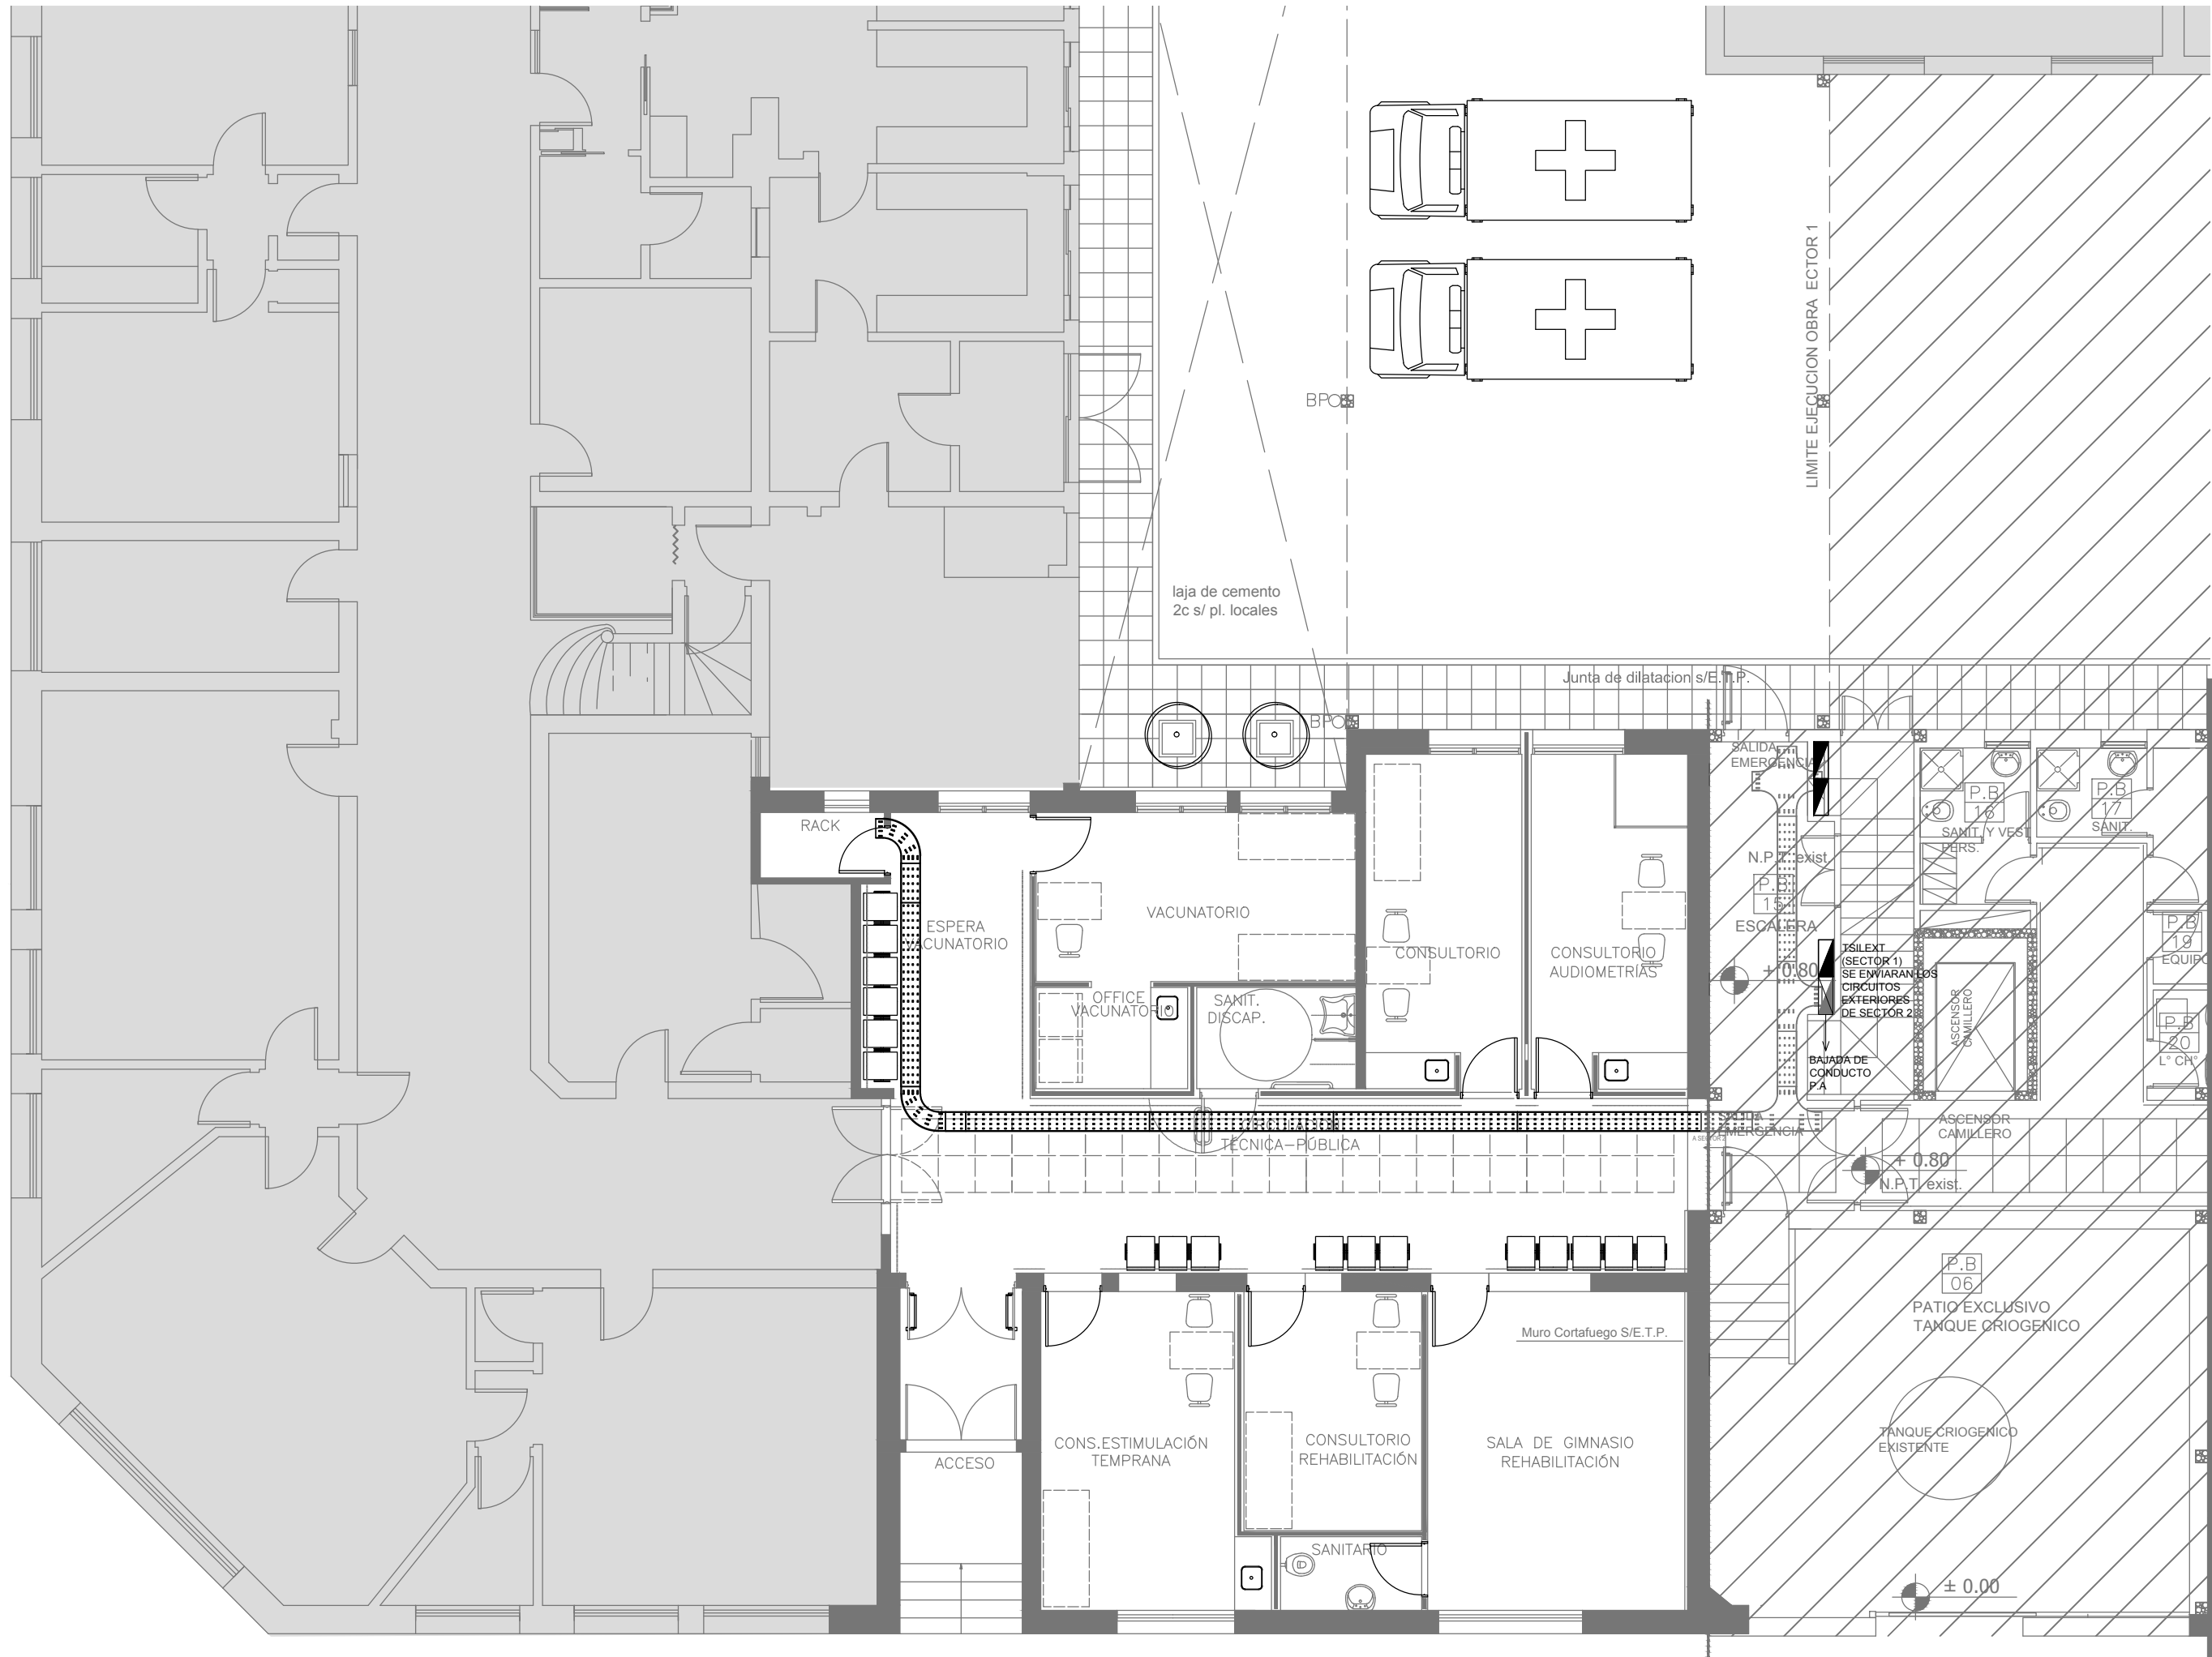 LIMITE EJECUCION OBRA ECTOR 1
BPO
laja de cemento
2c s/ pl. locales
Junta de dilatacion s/E.T.P.
BPO
SALIDA
EMERGENCIA
RACK
P.B
16
SANIT. Y VEST
PERS.
P.B
17
SANIT.
N.P.T. exist.
P.B
15
ESCALERA
+ 0.80
ESPERA
VACUNATORIO
VACUNATORIO
CONSULTORIO
CONSULTORIO
AUDIOMETRÍAS
P.B
19
EQUIPO
TSILEXT
(SECTOR 1)
SE ENVIARAN LOS
CIRCUITOS
EXTERIORES
DE SECTOR 2
OFFICE
VACUNATORIO
SANIT.
DISCAP.
ASCENSOR
CAMILLERO
P.B
20
L° CH°
BAJADA DE
CONDUCTO
P.A
CIRCULACIÓN
TÉCNICA-PÚBLICA
SALIDA
EMERGENCIA
ASCENSOR
CAMILLERO
+ 0.80
N.P.T. exist.
P.B
06
PATIO EXCLUSIVO
TANQUE CRIOGENICO
Muro Cortafuego S/E.T.P.
TANQUE CRIOGENICO
EXISTENTE
ACCESO
CONS.ESTIMULACIÓN
TEMPRANA
CONSULTORIO
REHABILITACIÓN
SALA DE GIMNASIO
REHABILITACIÓN
SANITARIO
± 0.00